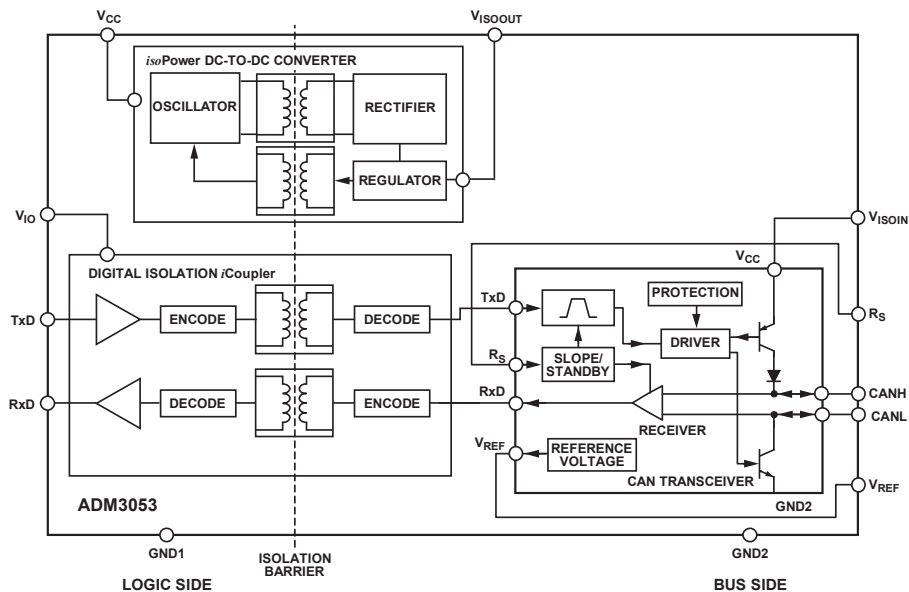 VCC
VISOOUT
isoPower DC-TO-DC CONVERTER
OSCILLATOR
RECTIFIER
REGULATOR
VIO
VISOIN
DIGITAL ISOLATION iCoupler
VCC
TxD
ENCODE
DECODE
TxD
PROTECTION
DRIVER
RS
RS
SLOPE/
STANDBY
RxD
DECODE
ENCODE
RxD
RECEIVER
CANH
CANL
VREF
REFERENCE
VOLTAGE
CAN TRANSCEIVER
VREF
GND2
ADM3053
GND1
ISOLATION
BARRIER
GND2
LOGIC SIDE
BUS SIDE